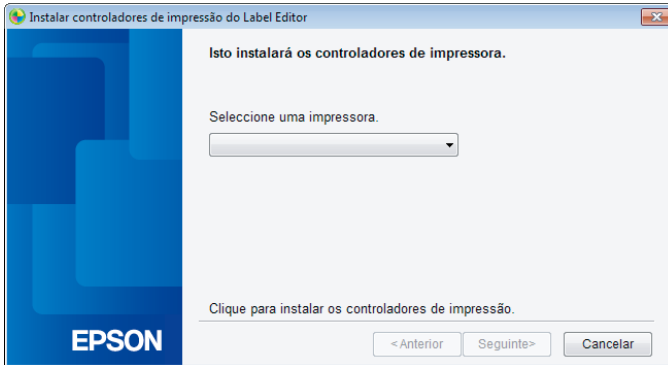 Instalar controladores de impressão do Label Editor
Isto instalará os controladores de impressora.
Seleccione uma impressora.
Clique para instalar os controladores de impressão.
EPSON
< Anterior
Seguinte>
Cancelar